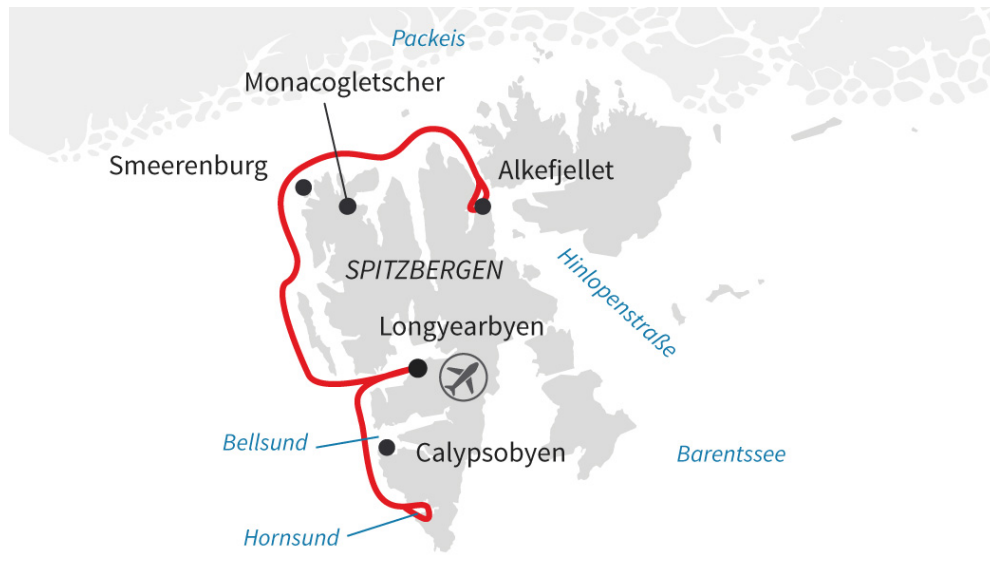 Packeis
Monacogletscher
Smeerenburg
Alkefjellet
SPITZBERGEN
Hinlopenstraße
Longyearbyen
Bellsund
Calypsobyen
Barentssee
Hornsund